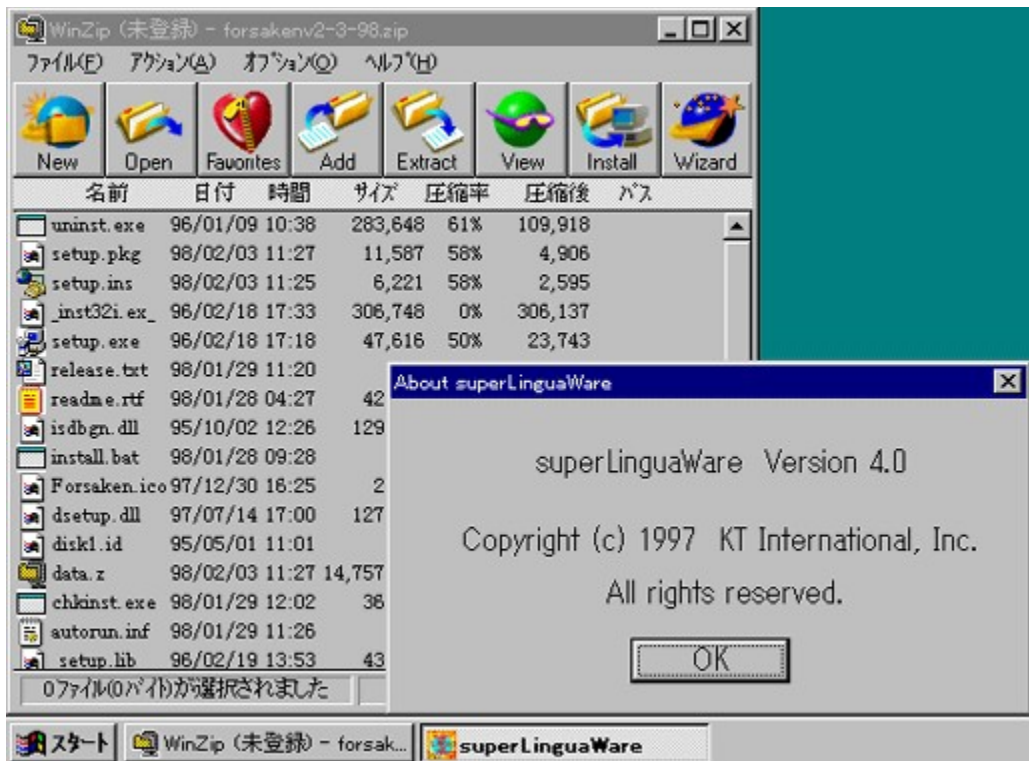 WinZip (未登録) - forsakenv2-3-98.zip
ファイル(F) アクション(A) オプション(O) ヘルプ(H)
New Open Favorites Add Extract View Install Wizard
名前 日付 時間 サイズ 圧縮率 圧縮後 パス
uninst.exe 96/01/09 10:38 283,648 61% 109,918
setup.pkg 98/02/03 11:27 11,587 58% 4,906
setup.ins 98/02/03 11:25 6,221 58% 2,595
_inst32i.ex_ 96/02/18 17:33 306,748 0% 306,137
setup.exe 96/02/18 17:18 47,616 50% 23,743
release.txt 98/01/29 11:20
readme.rtf 98/01/28 04:27 42
isdbgn.dll 95/10/02 12:26 129
install.bat 98/01/28 09:28
Forsaken.ico 97/12/30 16:25 2
dsetup.dll 97/07/14 17:00 127
disk1.id 95/05/01 11:01
data.z 98/02/03 11:27 14,757
chkinst.exe 98/01/29 12:02 36
autorun.inf 98/01/29 11:26
_setup.lib 96/02/19 13:53 43
0ファイル(0バイト)が選択されました
About superLinguaWare
superLinguaWare Version 4.0
Copyright (c) 1997 KT International, Inc.
All rights reserved.
OK
スタート WinZip (未登録) - forsak... superLinguaWare